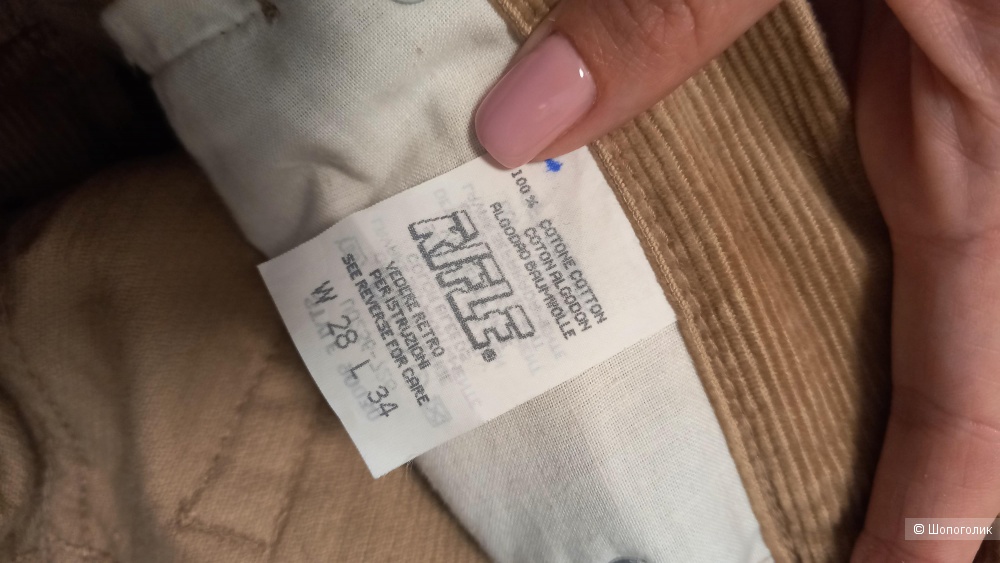 100 % COTONE COTTON
COTON ALGODON
ALGODAO BAUMWOLLE
RIFLE.
VEDERE RETRO
PER ISTRUZIONI
SEE REVERSE FOR CARE
W 28 L 34
© Шопоголик